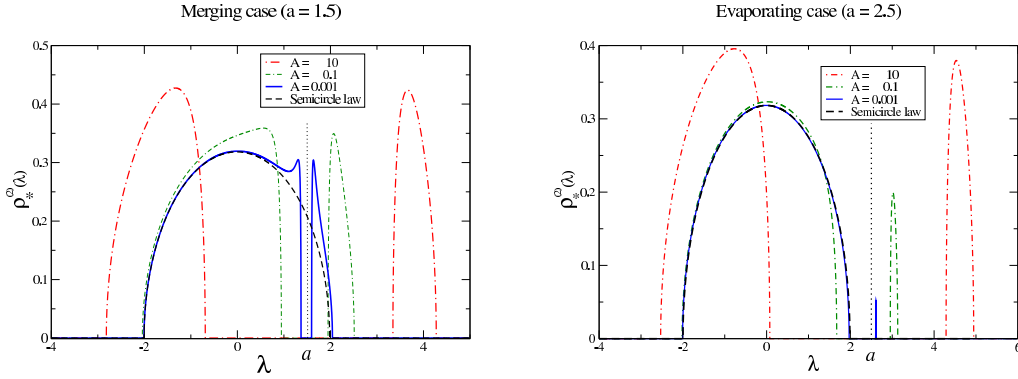 Merging case (a = 1.5)
0.5
0.4
0.3
0.2
0.1
0
ρ*(2)(λ)
A = 10
A = 0.1
A = 0.001
Semicircle law
-4
-2
0
2
4
a
λ
Evaporating case (a = 2.5)
0.4
0.3
0.2
0.1
0
ρ*(2)(λ)
A = 10
A = 0.1
A = 0.001
Semicircle law
-4
-2
0
2
4
6
a
λ